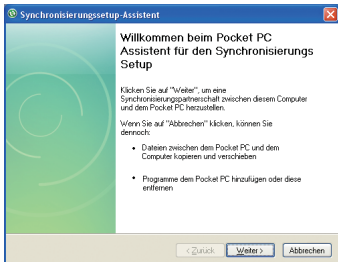 Synchronisierungssetup-Assistent
Willkommen beim Pocket PC
Assistent für den Synchronisierungs
Setup
Klicken Sie auf "Weiter", um eine
Synchronisierungspartnerschaft zwischen diesem Computer
und dem Pocket PC herzustellen.
Wenn Sie auf "Abbrechen" klicken, können Sie
dennoch:
• Dateien zwischen dem Pocket PC und dem
Computer kopieren und verschieben
• Programme dem Pocket PC hinzufügen oder diese
entfernen
< Zurück Weiter > Abbrechen